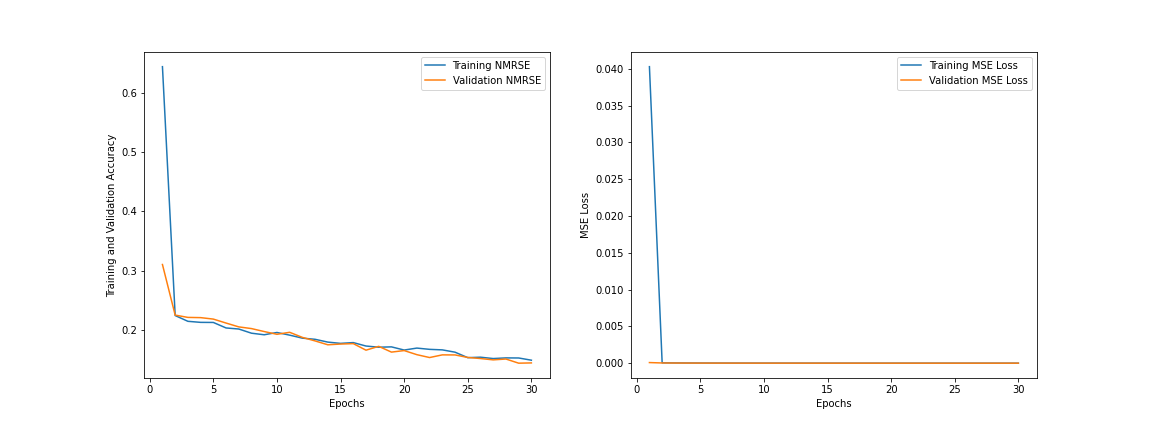 Training NMRSE
Validation NMRSE
0.6
0.5
0.4
0.3
0.2
Training and Validation Accuracy
0 5 10 15 20 25 30
Epochs
Training MSE Loss
Validation MSE Loss
0.040
0.035
0.030
0.025
0.020
0.015
0.010
0.005
0.000
MSE Loss
0 5 10 15 20 25 30
Epochs